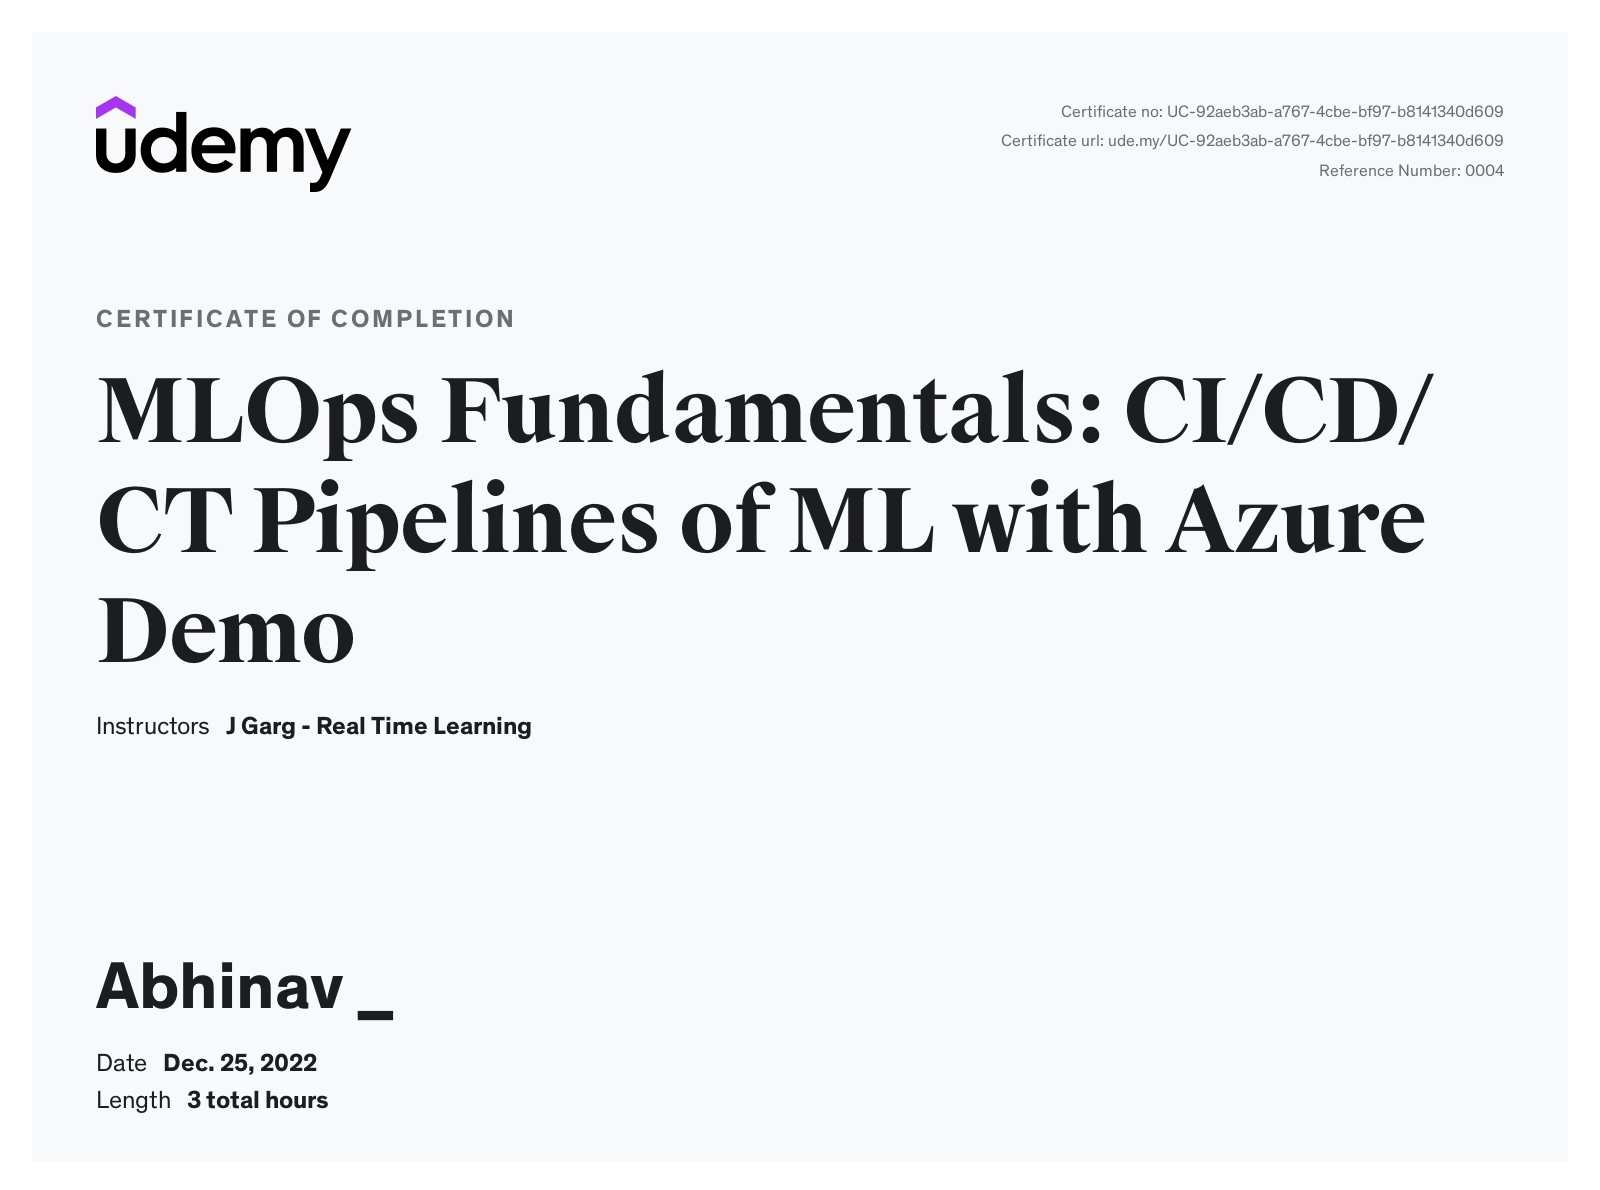 udemy
Certificate no: UC-92aeb3ab-a767-4cbe-bf97-b8141340d609
Certificate url: ude.my/UC-92aeb3ab-a767-4cbe-bf97-b8141340d609
Reference Number: 0004
CERTIFICATE OF COMPLETION
MLOps Fundamentals: CI/CD/
CT Pipelines of ML with Azure
Demo
Instructors J Garg - Real Time Learning
Abhinav _
Date Dec. 25, 2022
Length 3 total hours